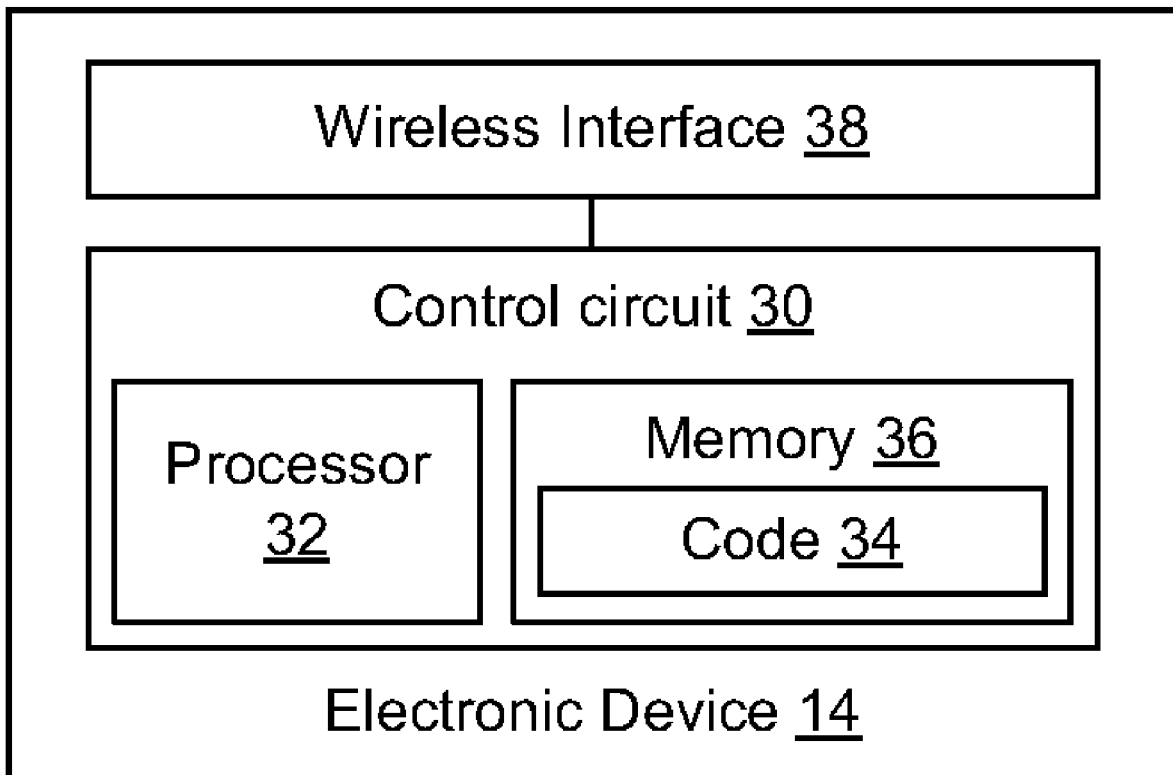 Wireless Interface 38
Control circuit 30
Processor
32
Memory 36
Code 34
Electronic Device 14